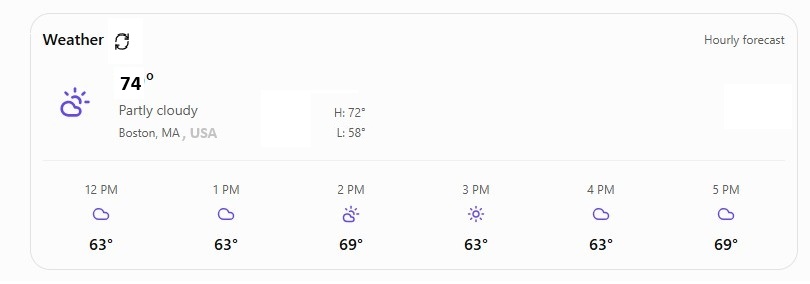 Weather
Hourly forecast
74°
Partly cloudy
Boston, MA, USA
H: 72°
L: 58°
12 PM
1 PM
2 PM
3 PM
4 PM
5 PM
63°
63°
69°
63°
63°
69°